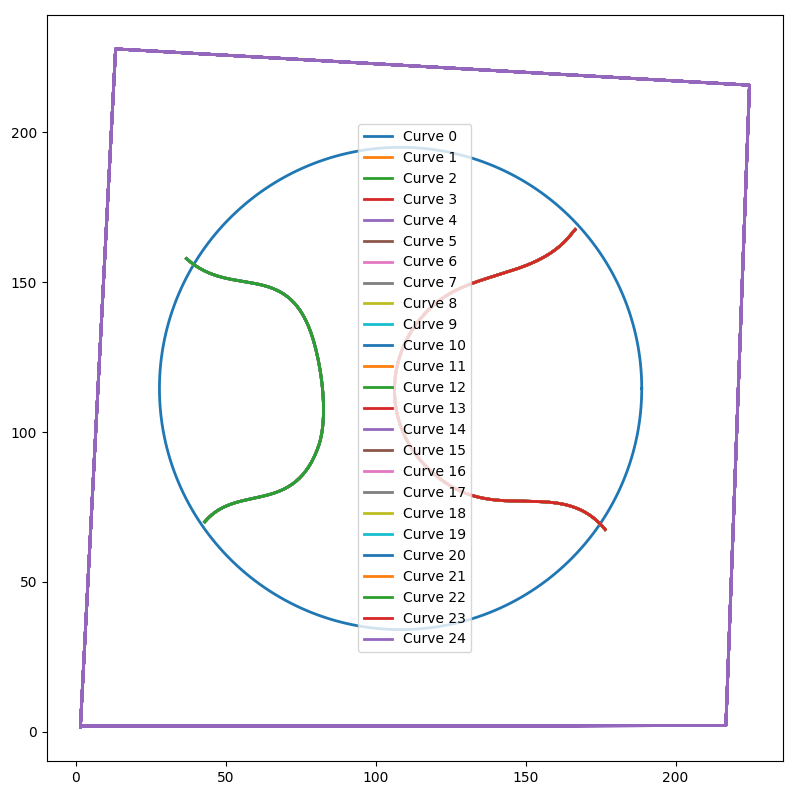 200
150
100
50
0
Curve 0
Curve 1
Curve 2
Curve 3
Curve 4
Curve 5
Curve 6
Curve 7
Curve 8
Curve 9
Curve 10
Curve 11
Curve 12
Curve 13
Curve 14
Curve 15
Curve 16
Curve 17
Curve 18
Curve 19
Curve 20
Curve 21
Curve 22
Curve 23
Curve 24
0 50 100 150 200